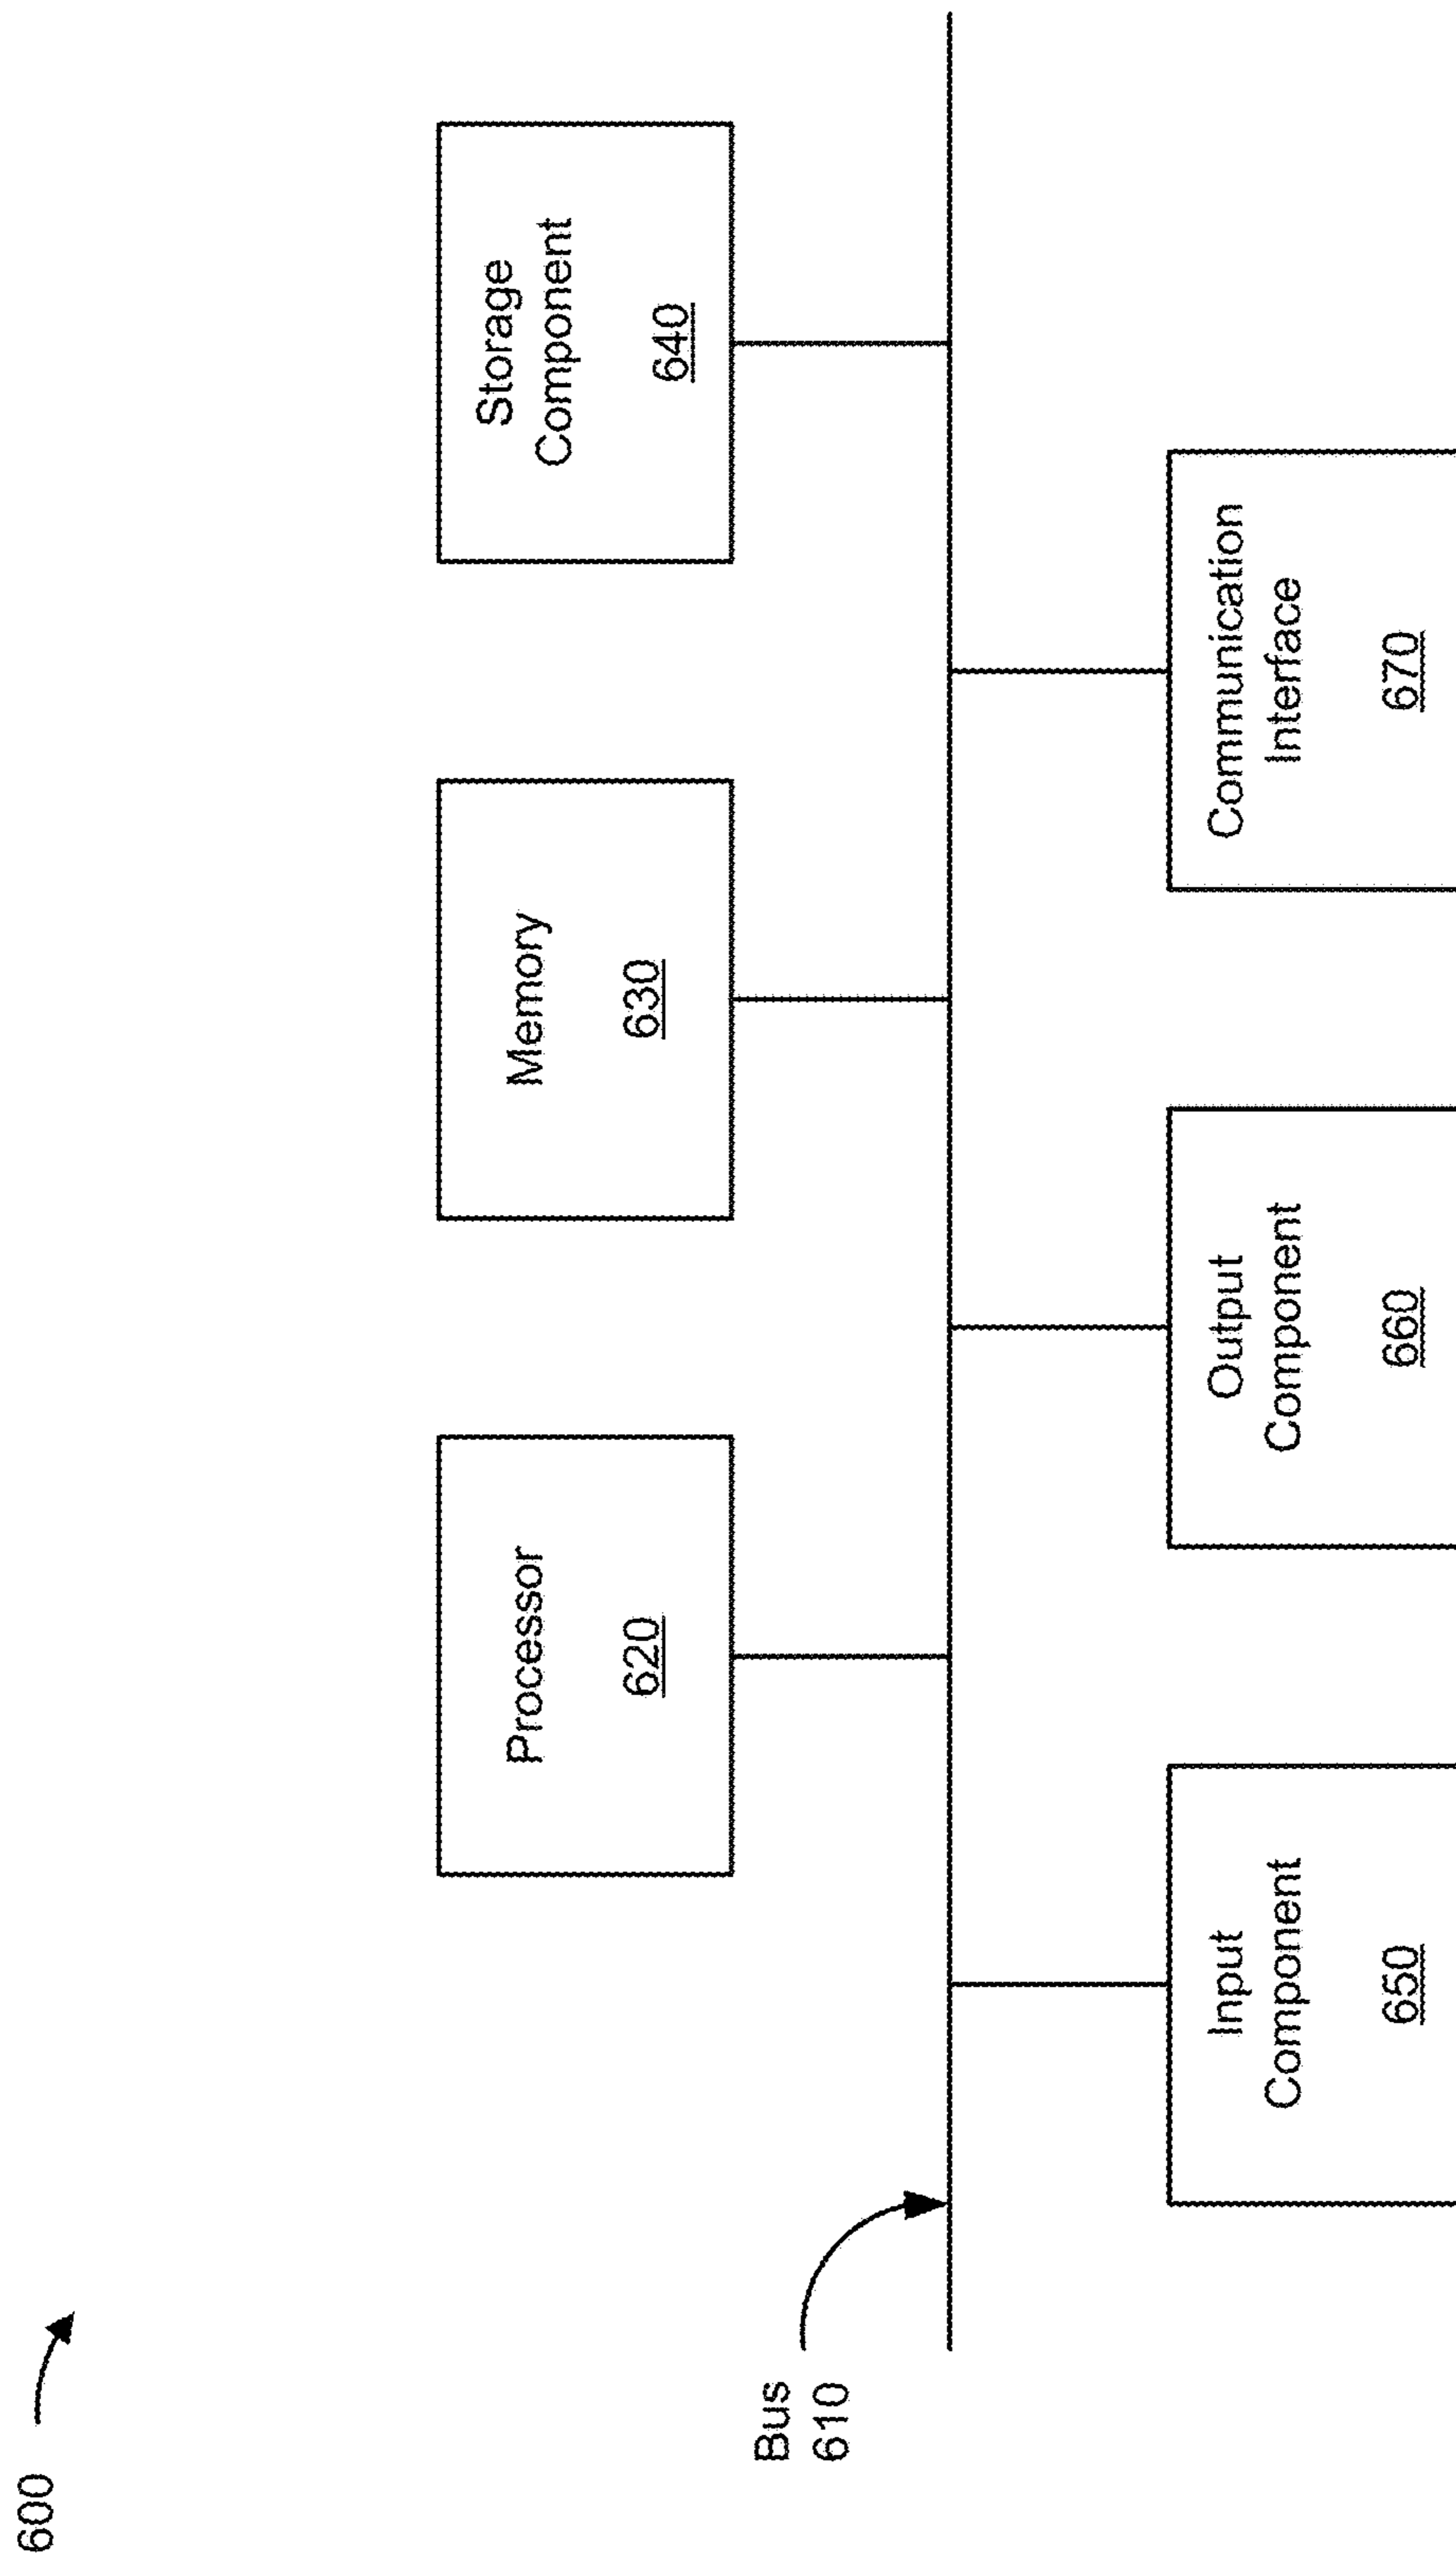 600
Bus
610
Processor
620
Memory
630
Storage
Component
640
Input
Component
650
Output
Component
660
Communication
Interface
670